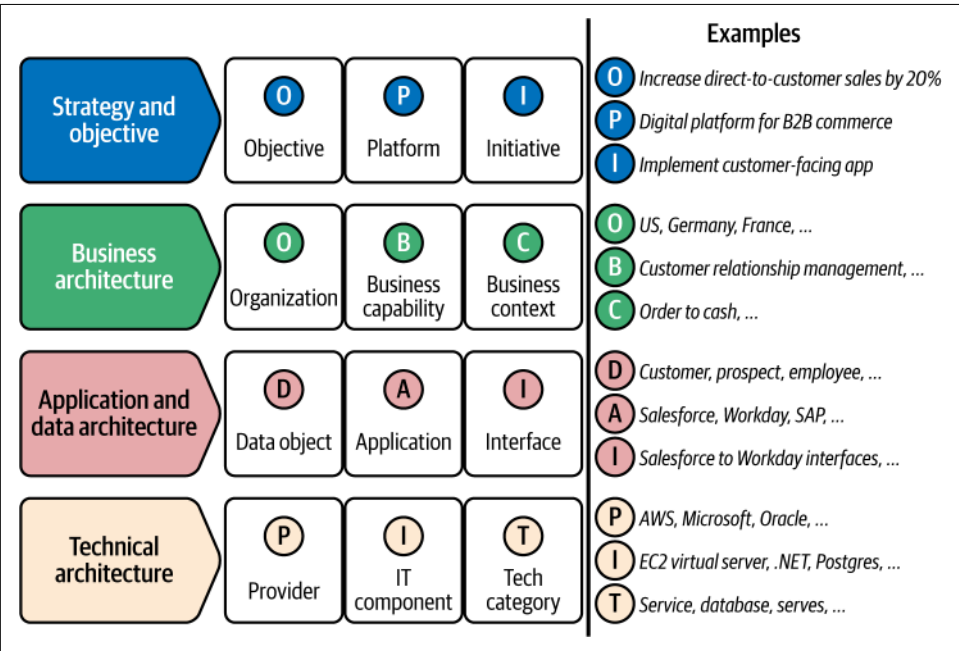 Examples
Strategy and
objective
O
Objective
P
Platform
I
Initiative
O Increase direct-to-customer sales by 20%
P Digital platform for B2B commerce
I Implement customer-facing app
Business
architecture
O
Organization
B
Business
capability
C
Business
context
O US, Germany, France, ...
B Customer relationship management, ...
C Order to cash, ...
Application and
data architecture
D
Data object
A
Application
I
Interface
D Customer, prospect, employee, ...
A Salesforce, Workday, SAP, ...
I Salesforce to Workday interfaces, ...
Technical
architecture
P
Provider
I
IT
component
T
Tech
category
P AWS, Microsoft, Oracle, ...
I EC2 virtual server, .NET, Postgres, ...
T Service, database, serves, ...